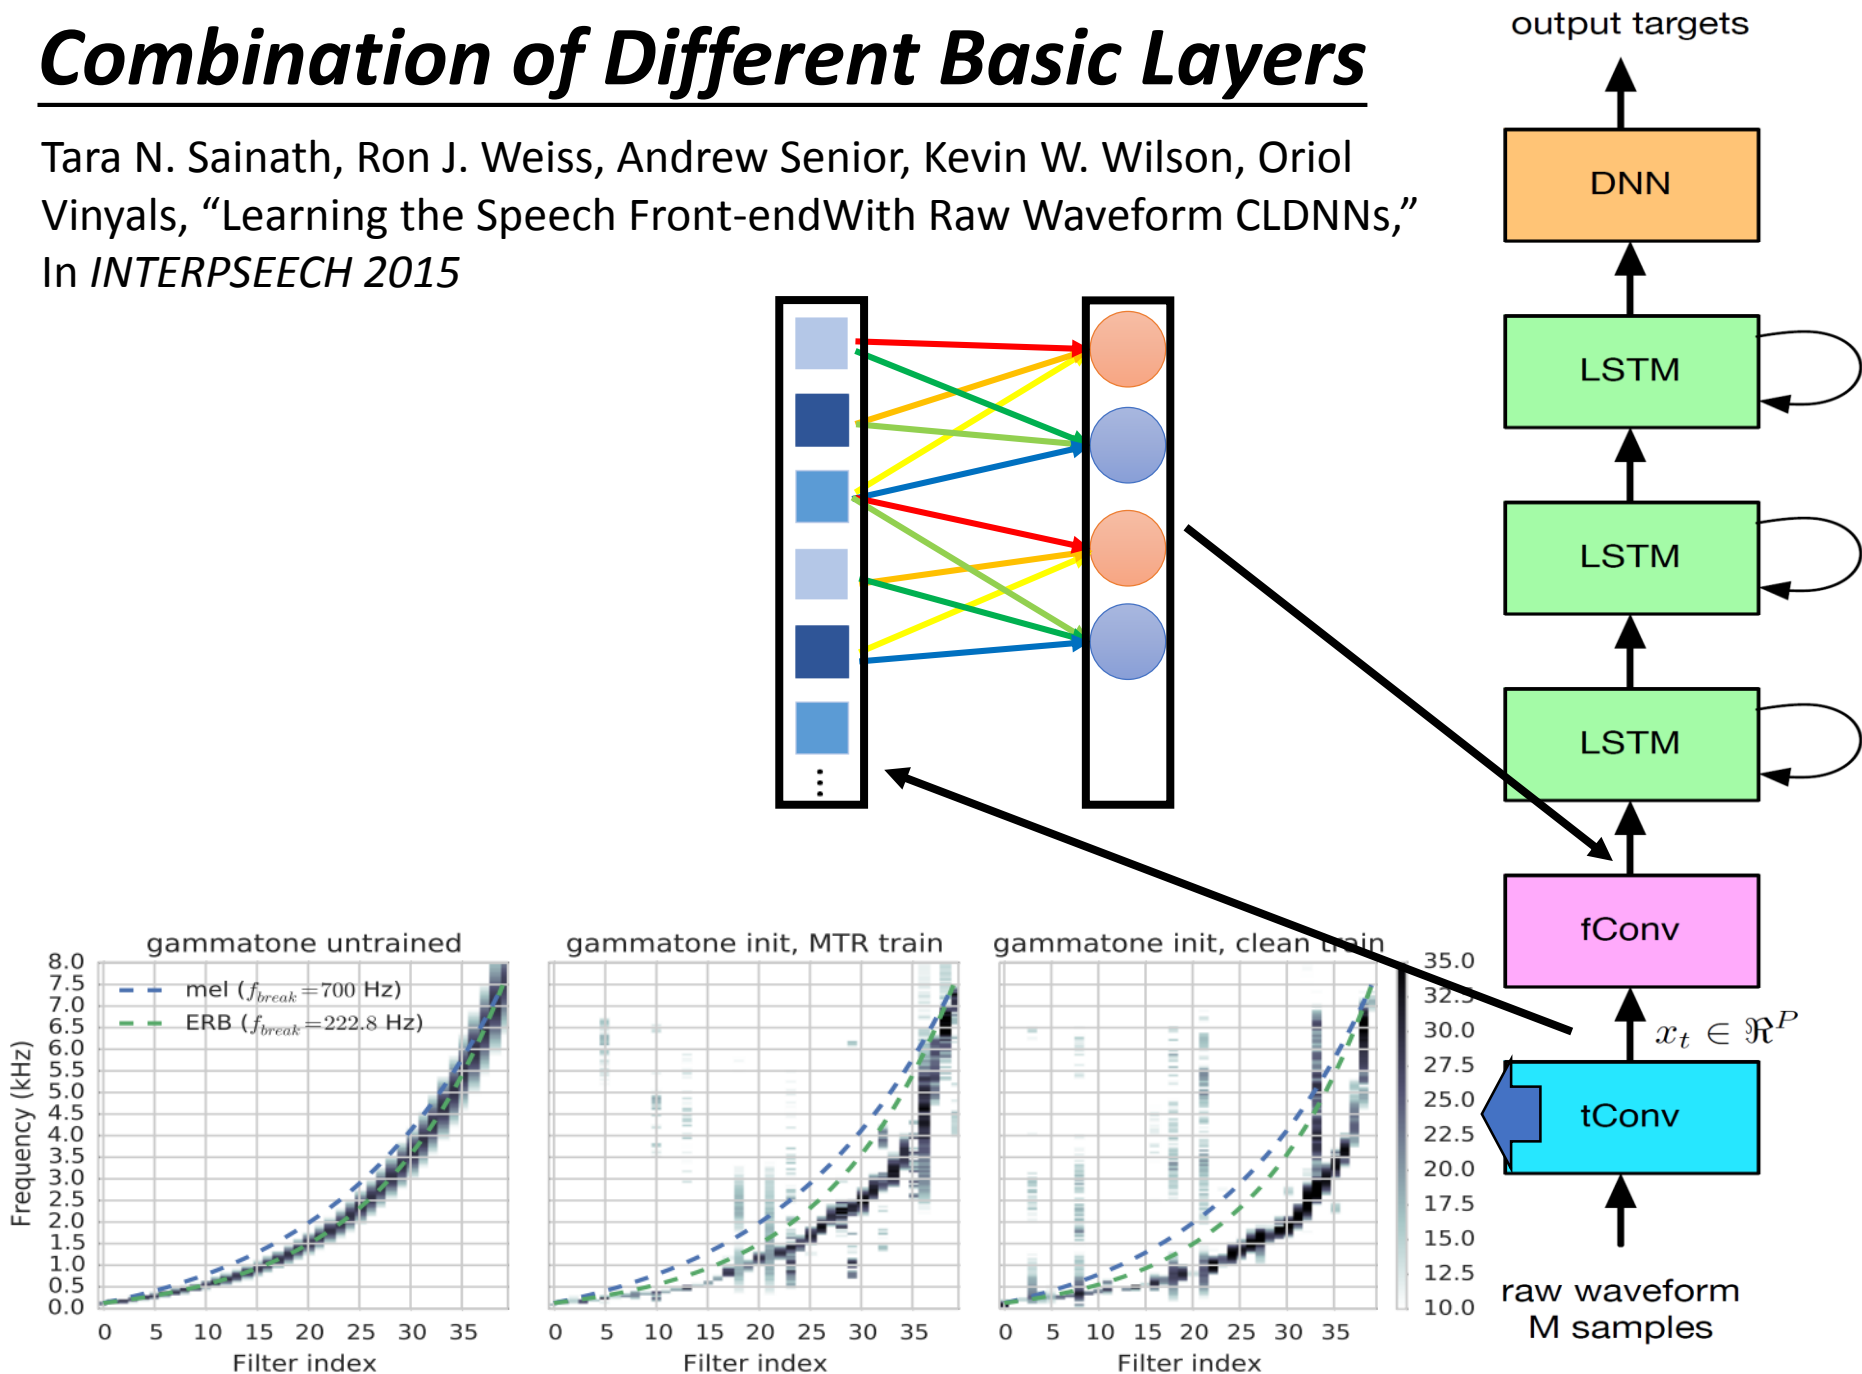 Combination of Different Basic Layers
Tara N. Sainath, Ron J. Weiss, Andrew Senior, Kevin W. Wilson, Oriol
Vinyals, “Learning the Speech Front-endWith Raw Waveform CLDNNs,”
In INTERPSEECH 2015
output targets
DNN
LSTM
LSTM
LSTM
fConv
x_t ∈ ℜ^P
tConv
raw waveform
M samples
⋮
gammatone untrained
mel (f_break = 700 Hz)
ERB (f_break = 222.8 Hz)
Frequency (kHz)
8.0
7.5
7.0
6.5
6.0
5.5
5.0
4.5
4.0
3.5
3.0
2.5
2.0
1.5
1.0
0.5
0.0
0 5 10 15 20 25 30 35
Filter index
gammatone init, MTR train
0 5 10 15 20 25 30 35
Filter index
gammatone init, clean train
0 5 10 15 20 25 30 35
Filter index
35.0
32.5
30.0
27.5
25.0
22.5
20.0
17.5
15.0
12.5
10.0